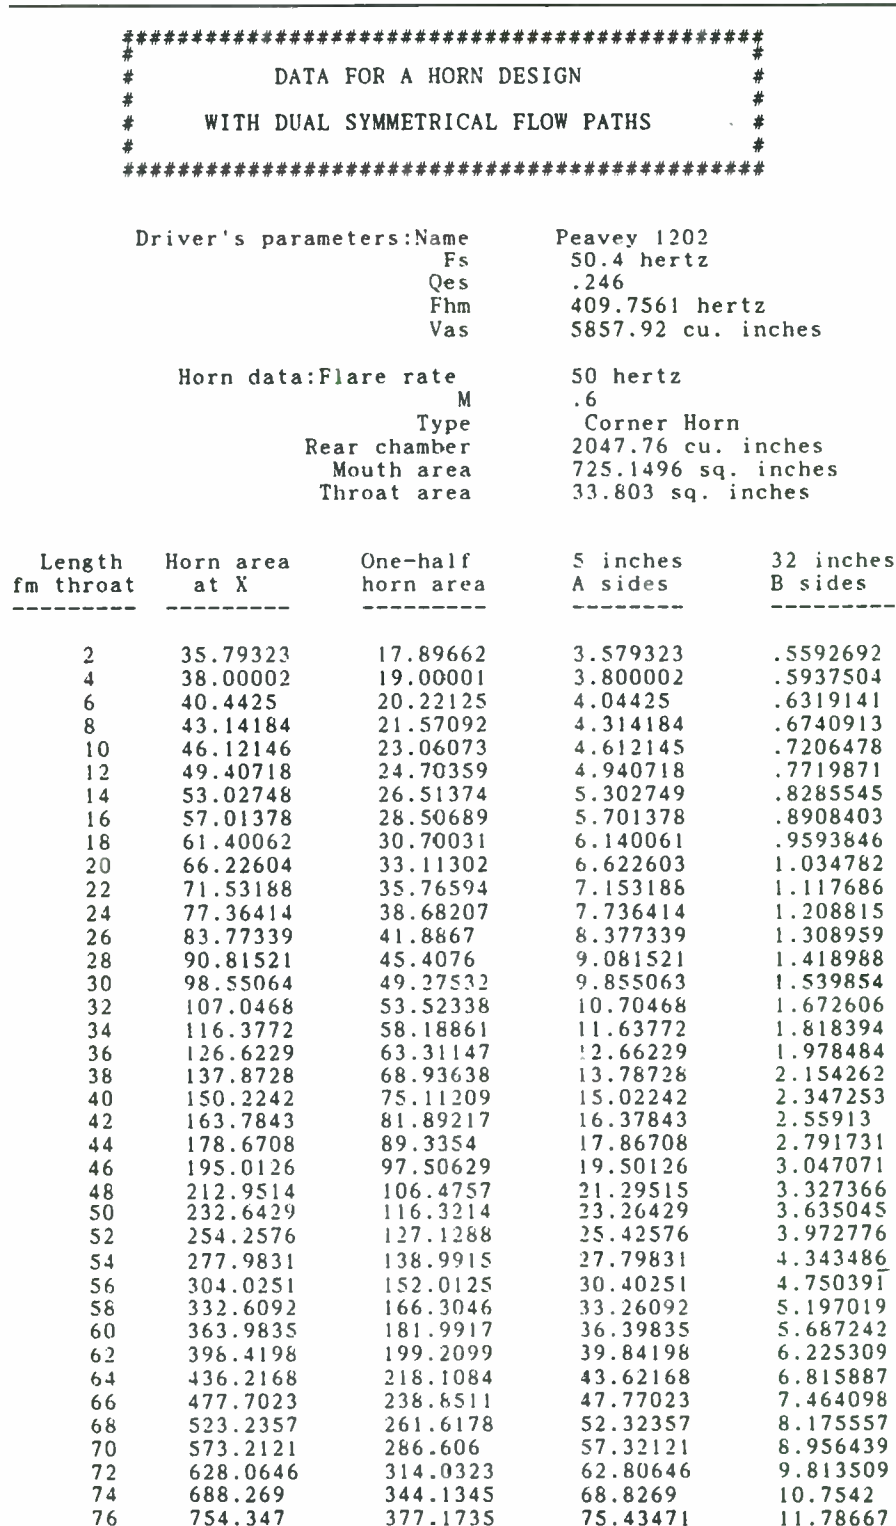 ##############################################
# #
# DATA FOR A HORN DESIGN #
# #
# WITH DUAL SYMMETRICAL FLOW PATHS #
# #
##############################################
Driver's parameters:Name Peavey 1202
Fs 50.4 hertz
Qes .246
Fhm 409.7561 hertz
Vas 5857.92 cu. inches
Horn data:Flare rate 50 hertz
M .6
Type Corner Horn
Rear chamber 2047.76 cu. inches
Mouth area 725.1496 sq. inches
Throat area 33.803 sq. inches
Length Horn area One-half 5 inches 32 inches
fm throat at X horn area A sides B sides
--------- --------- --------- -------- ---------
2 35.79323 17.89662 3.579323 .5592692
4 38.00002 19.00001 3.800002 .5937504
6 40.4425 20.22125 4.04425 .6319141
8 43.14184 21.57092 4.314184 .6740913
10 46.12146 23.06073 4.612145 .7206478
12 49.40718 24.70359 4.940718 .7719871
14 53.02748 26.51374 5.302749 .8285545
16 57.01378 28.50689 5.701378 .8908403
18 61.40062 30.70031 6.140061 .9593846
20 66.22604 33.11302 6.622603 1.034782
22 71.53188 35.76594 7.153188 1.117686
24 77.36414 38.68207 7.736414 1.208815
26 83.77339 41.8867 8.377339 1.308959
28 90.81521 45.4076 9.081521 1.418988
30 98.55064 49.27532 9.855063 1.539854
32 107.0468 53.52338 10.70468 1.672606
34 116.3772 58.18861 11.63772 1.818394
36 126.6229 63.31147 12.66229 1.978484
38 137.8728 68.93638 13.78728 2.154262
40 150.2242 75.11209 15.02242 2.347253
42 163.7843 81.89217 16.37843 2.55913
44 178.6708 89.3354 17.86708 2.791731
46 195.0126 97.50629 19.50126 3.047071
48 212.9514 106.4757 21.29515 3.327366
50 232.6429 116.3214 23.26429 3.635045
52 254.2576 127.1288 25.42576 3.972776
54 277.9831 138.9915 27.79831 4.343486
56 304.0251 152.0125 30.40251 4.750391
58 332.6092 166.3046 33.26092 5.197019
60 363.9835 181.9917 36.39835 5.687242
62 398.4198 199.2099 39.84198 6.225309
64 436.2168 218.1084 43.62168 6.815887
66 477.7023 238.8511 47.77023 7.464098
68 523.2357 261.6178 52.32357 8.175557
70 573.2121 286.606 57.32121 8.956439
72 628.0646 314.0323 62.80646 9.813509
74 688.269 344.1345 68.8269 10.7542
76 754.347 377.1735 75.43471 11.78667